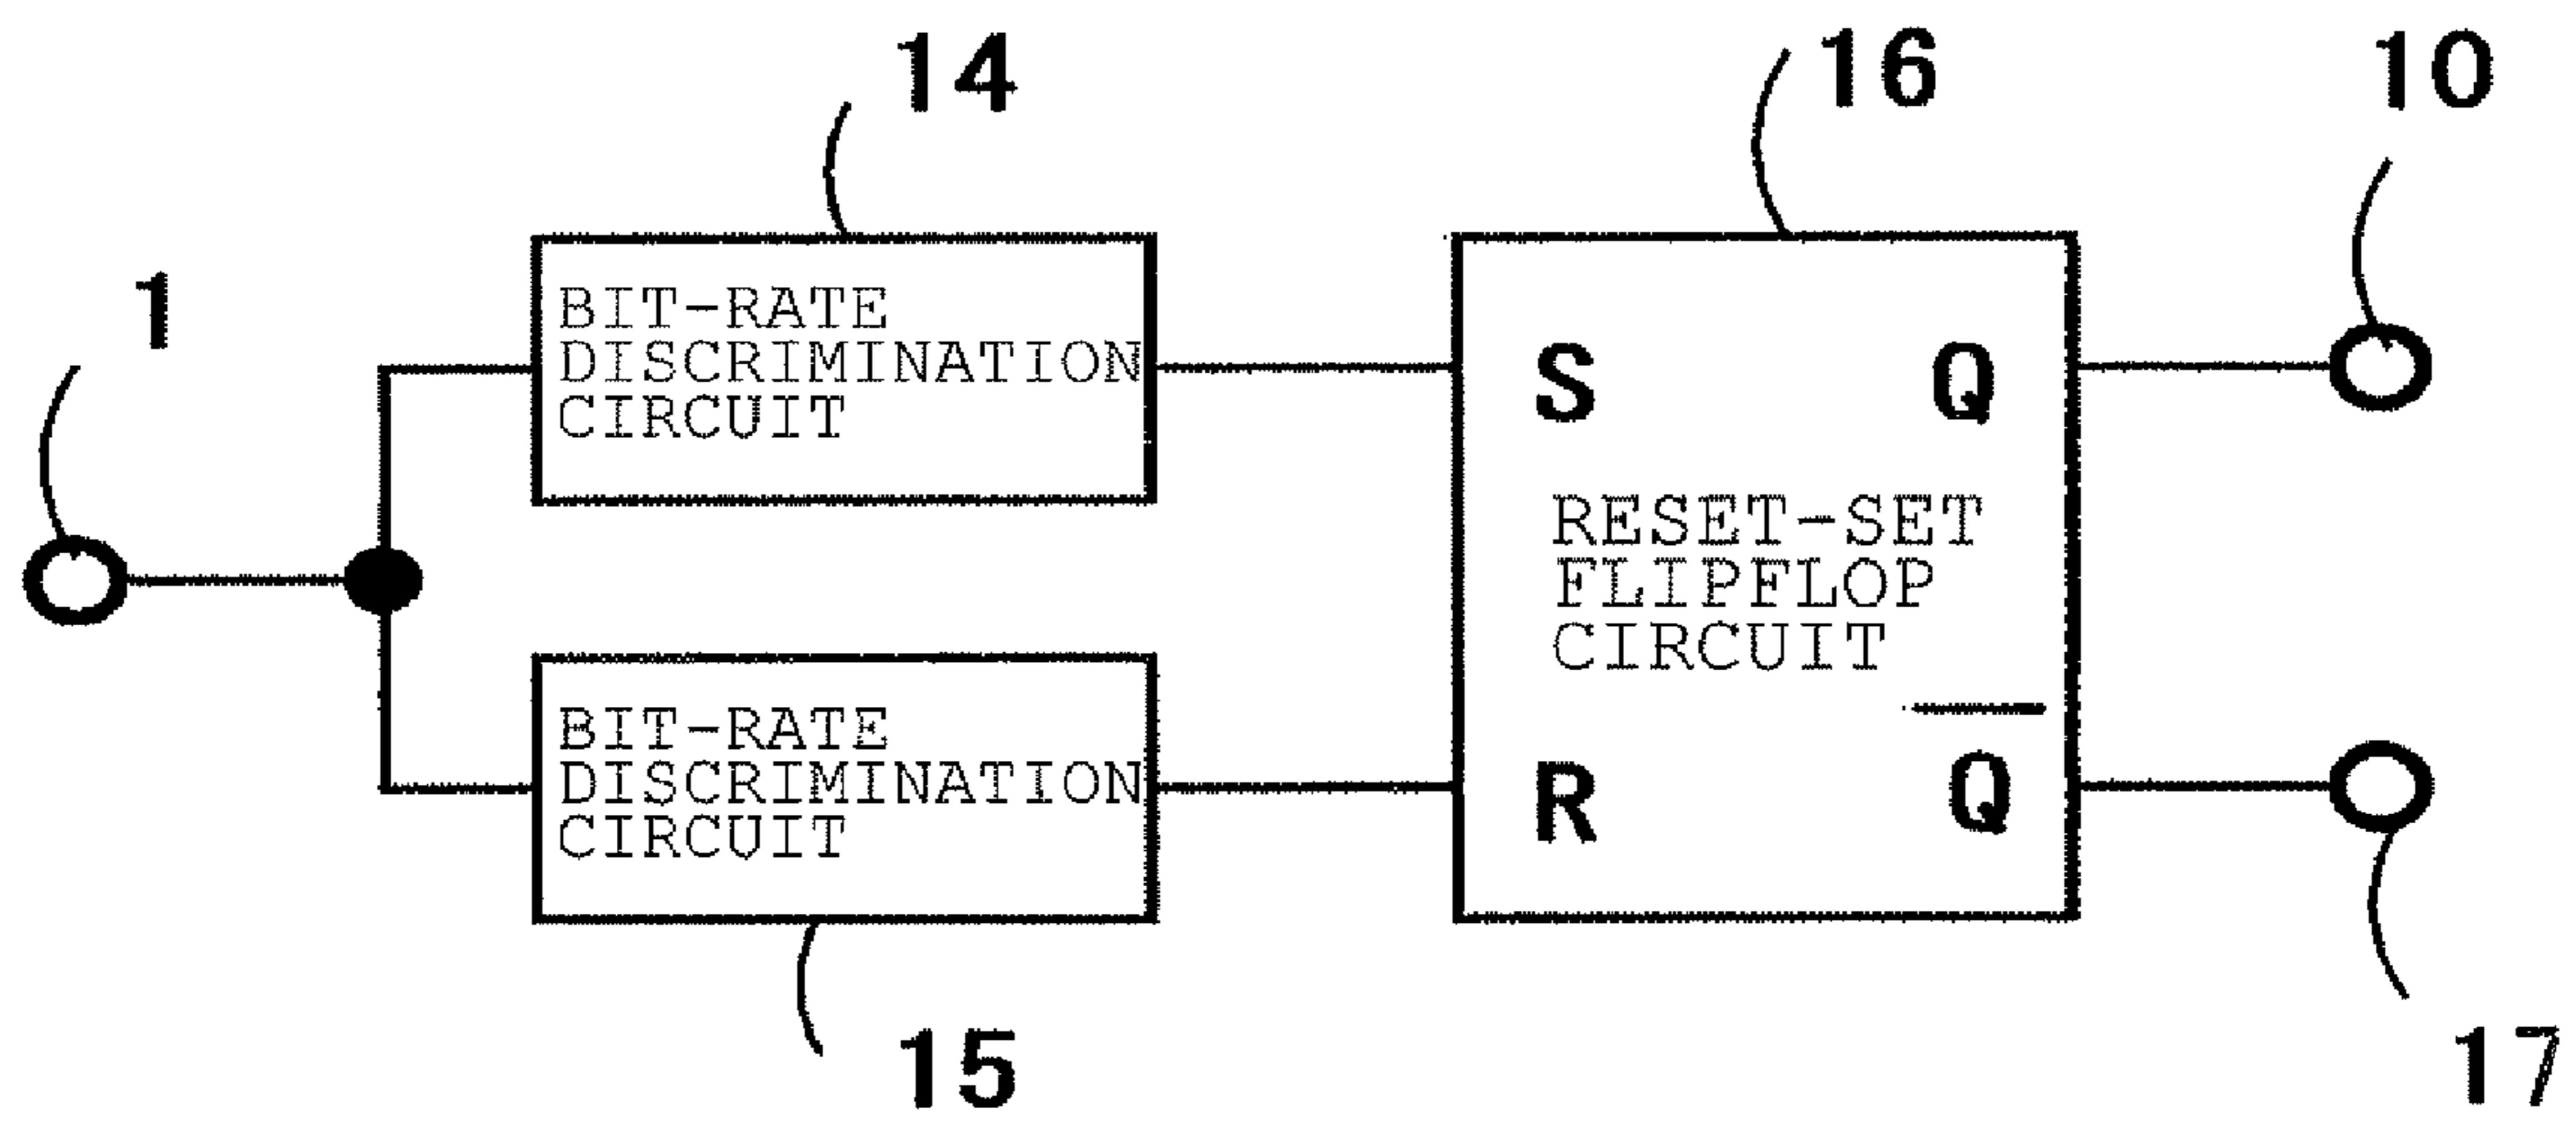 14
16
10
1
BIT-RATE
DISCRIMINATION
CIRCUIT
S
Q
RESET-SET
FLIPFLOP
CIRCUIT
BIT-RATE
DISCRIMINATION
CIRCUIT
R
Q̅
15
17